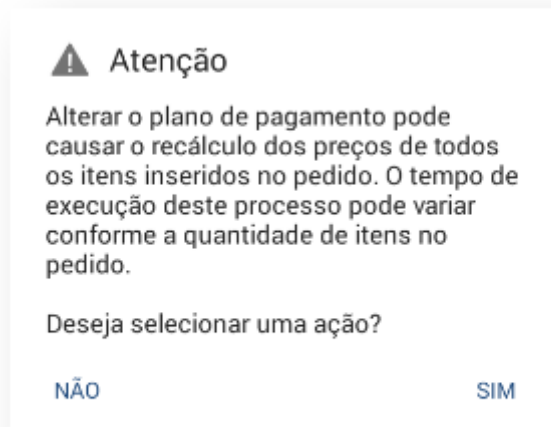 Atenção
Alterar o plano de pagamento pode
causar o recálculo dos preços de todos
os itens inseridos no pedido. O tempo de
execução deste processo pode variar
conforme a quantidade de itens no
pedido.
Deseja selecionar uma ação?
NÃO SIM